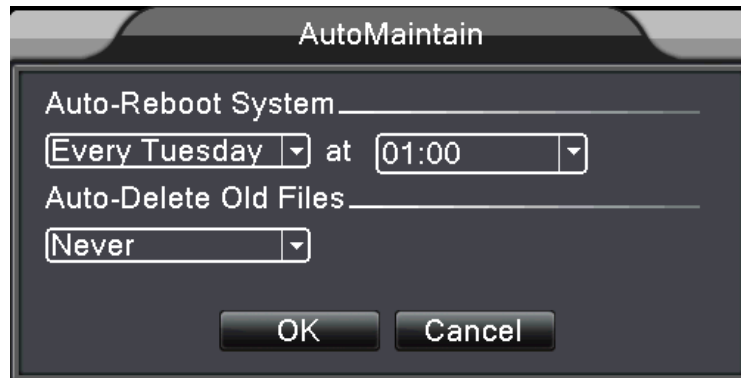 AutoMaintain
Auto-Reboot System
Every Tuesday at 01:00
Auto-Delete Old Files
Never
OK Cancel